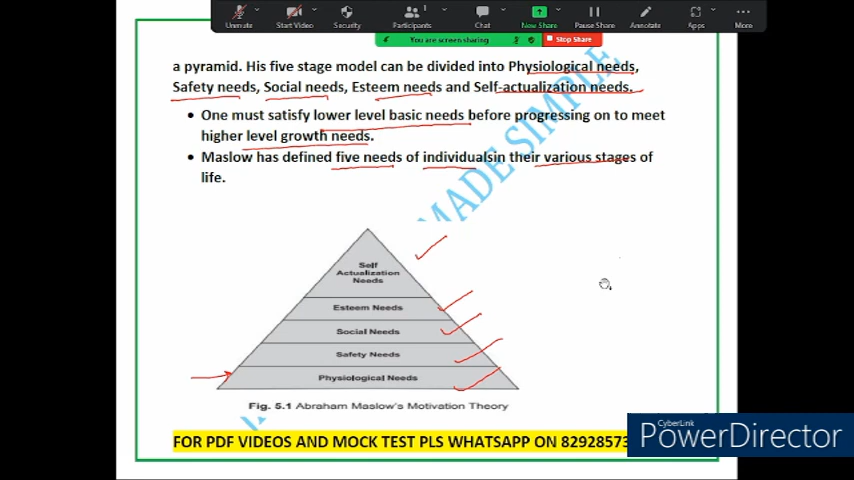 Unmute
Start Video
Security
Participants
1
Chat
New Share
Pause Share
Annotate
Apps
More
You are screen sharing
Stop Share
a pyramid. His five stage model can be divided into Physiological needs,
Safety needs, Social needs, Esteem needs and Self-actualization needs.
• One must satisfy lower level basic needs before progressing on to meet
higher level growth needs.
• Maslow has defined five needs of individualsin their various stages of
life.
MADE SIMPLE
Self
Actualization
Needs
Esteem Needs
Social Needs
Safety Needs
Physiological Needs
Fig. 5.1 Abraham Maslow's Motivation Theory
FOR PDF VIDEOS AND MOCK TEST PLS WHATSAPP ON 8292857
CyberLink
PowerDirector